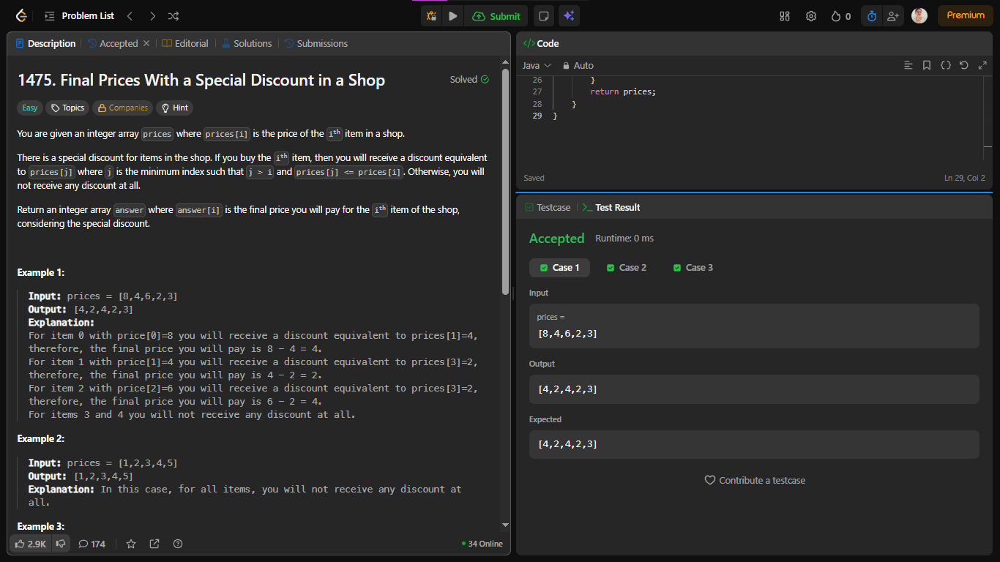 Problem List
Submit
0
Premium
Description
Accepted
Editorial
Solutions
Submissions
1475. Final Prices With a Special Discount in a Shop
Solved
Easy
Topics
Companies
Hint
You are given an integer array prices where prices[i] is the price of the ith item in a shop.
There is a special discount for items in the shop. If you buy the ith item, then you will receive a discount equivalent
to prices[j] where j is the minimum index such that j > i and prices[j] <= prices[i]. Otherwise, you will
not receive any discount at all.
Return an integer array answer where answer[i] is the final price you will pay for the ith item of the shop,
considering the special discount.
Example 1:
Input: prices = [8,4,6,2,3]
Output: [4,2,4,2,3]
Explanation:
For item 0 with price[0]=8 you will receive a discount equivalent to prices[1]=4,
therefore, the final price you will pay is 8 - 4 = 4.
For item 1 with price[1]=4 you will receive a discount equivalent to prices[3]=2,
therefore, the final price you will pay is 4 - 2 = 2.
For item 2 with price[2]=6 you will receive a discount equivalent to prices[3]=2,
therefore, the final price you will pay is 6 - 2 = 4.
For items 3 and 4 you will not receive any discount at all.
Example 2:
Input: prices = [1,2,3,4,5]
Output: [1,2,3,4,5]
Explanation: In this case, for all items, you will not receive any discount at
all.
Example 3:
2.9K
174
34 Online
</> Code
Java
Auto
26 }
27 return prices;
28 }
29 }
Saved
Ln 29, Col 2
Testcase
>_ Test Result
Accepted
Runtime: 0 ms
Case 1
Case 2
Case 3
Input
prices =
[8,4,6,2,3]
Output
[4,2,4,2,3]
Expected
[4,2,4,2,3]
Contribute a testcase